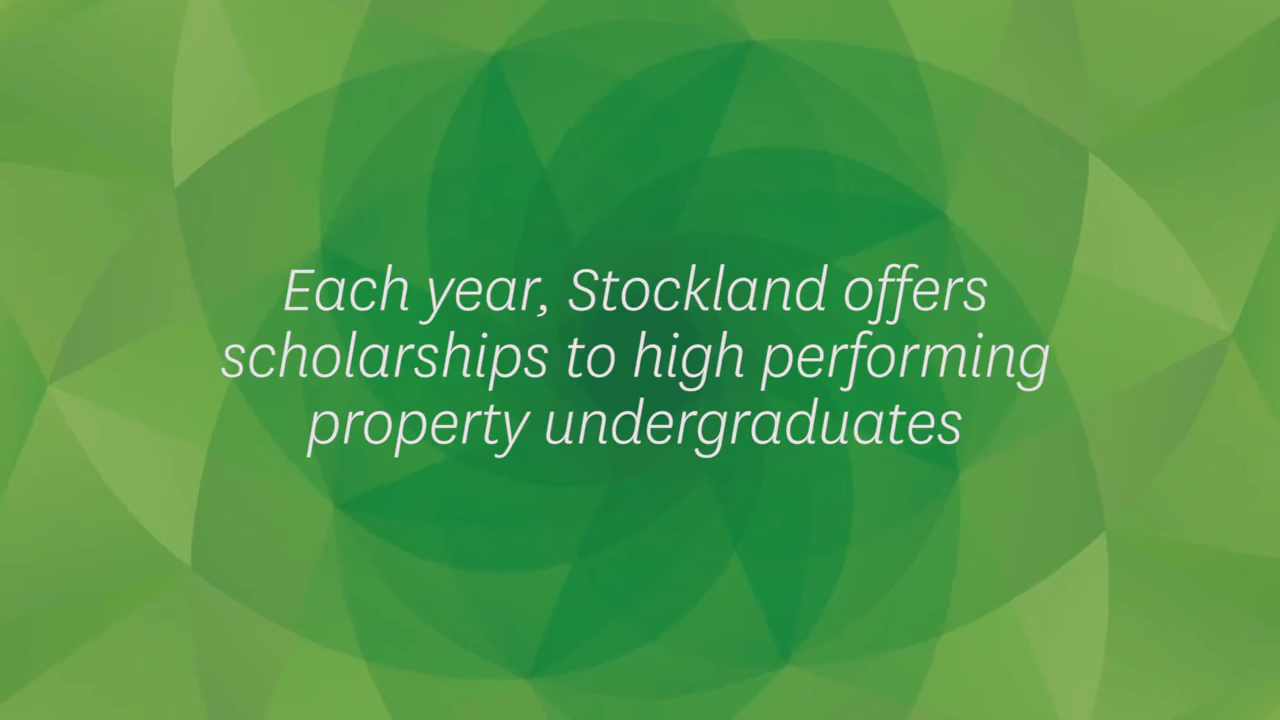 Each year, Stockland offers
scholarships to high performing
property undergraduates